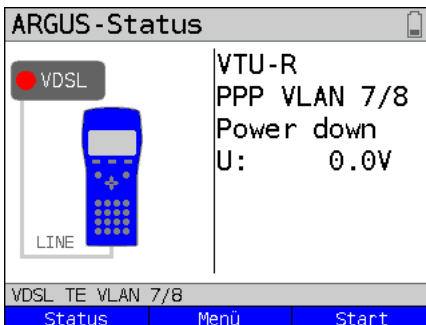 ARGUS-Status
VDSL
VTU-R
PPP VLAN 7/8
Power down
U: 0.0V
LINE
VDSL TE VLAN 7/8
Status Menü Start